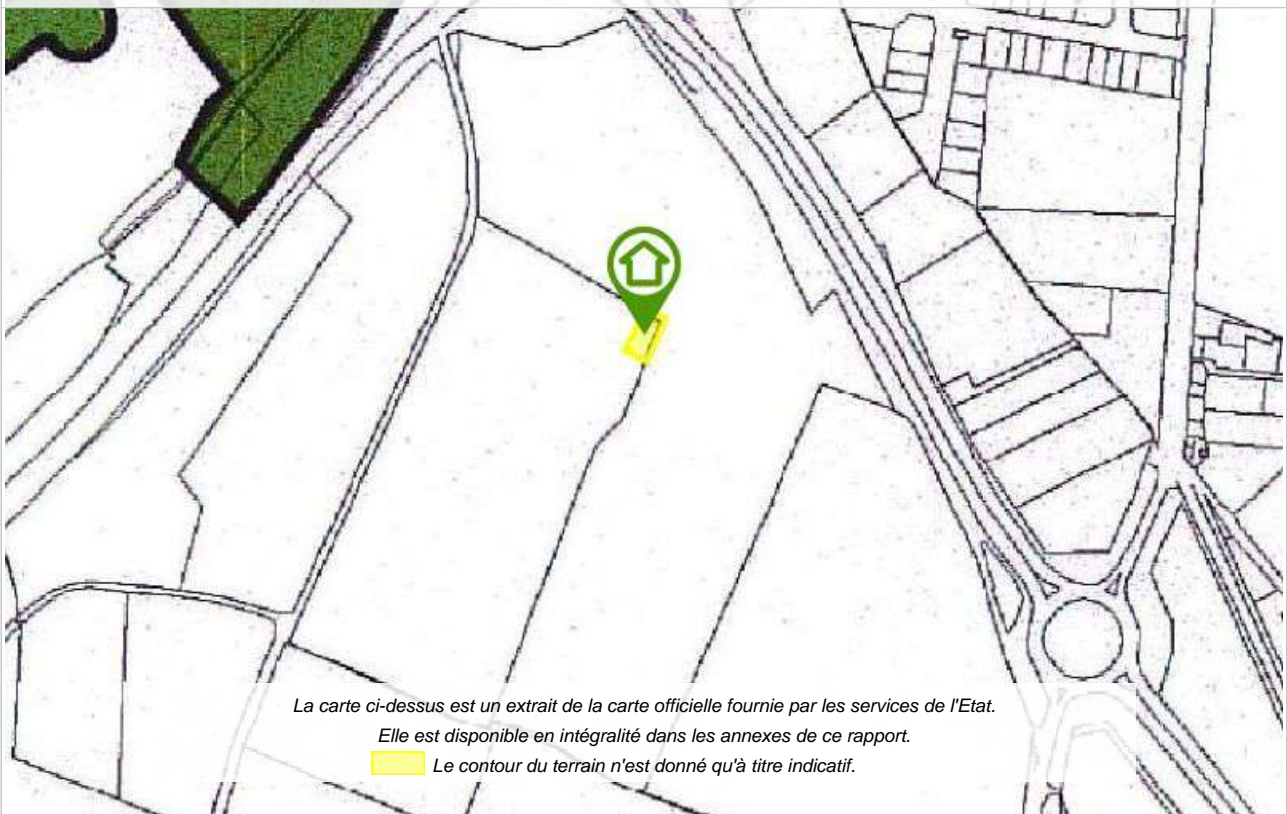 La carte ci-dessus est un extrait de la carte officielle fournie par les services de l'Etat.
Elle est disponible en intégralité dans les annexes de ce rapport.
Le contour du terrain n'est donné qu'à titre indicatif.